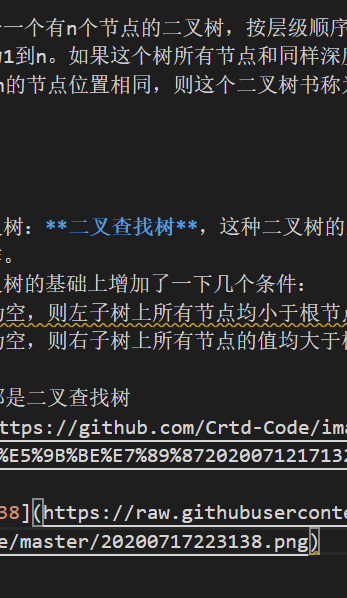 一个有n个节点的二叉树，按层级顺序
1到n。如果这个树所有节点和同样深度
n的节点位置相同，则这个二叉树书称为
树：**二叉查找树**，这种二叉树的
。
树的基础上增加了一下几个条件：
为空，则左子树上所有节点均小于根节点
为空，则右子树上所有节点的值均大于根
都是二叉查找树
ttps://github.com/Crtd-Code/ima
%E5%9B%BE%E7%89%872020071217132
38](https://raw.githubuserconte
e/master/20200717223138.png)